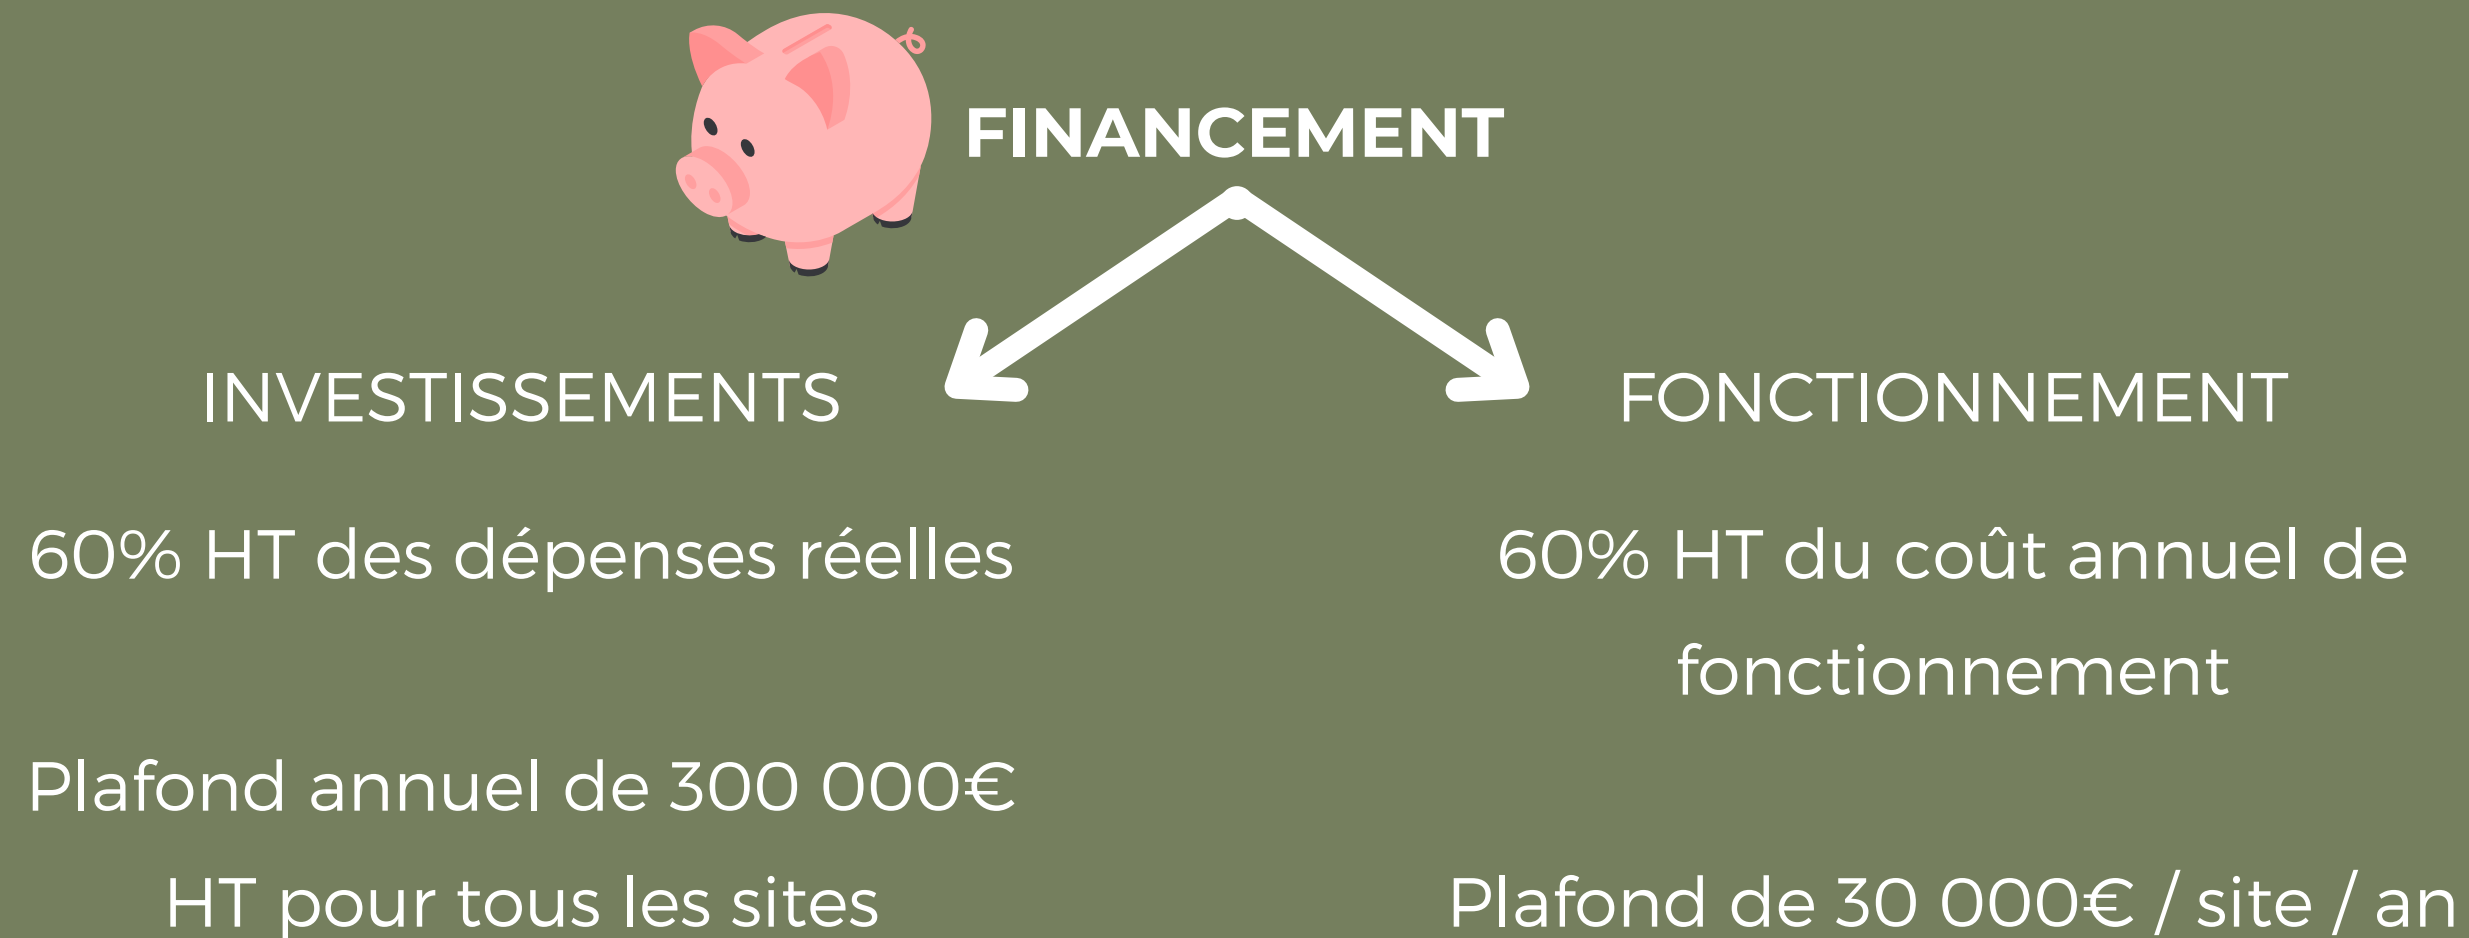 FINANCEMENT
INVESTISSEMENTS
60% HT des dépenses réelles
Plafond annuel de 300 000€
HT pour tous les sites
FONCTIONNEMENT
60% HT du coût annuel de
fonctionnement
Plafond de 30 000€ / site / an